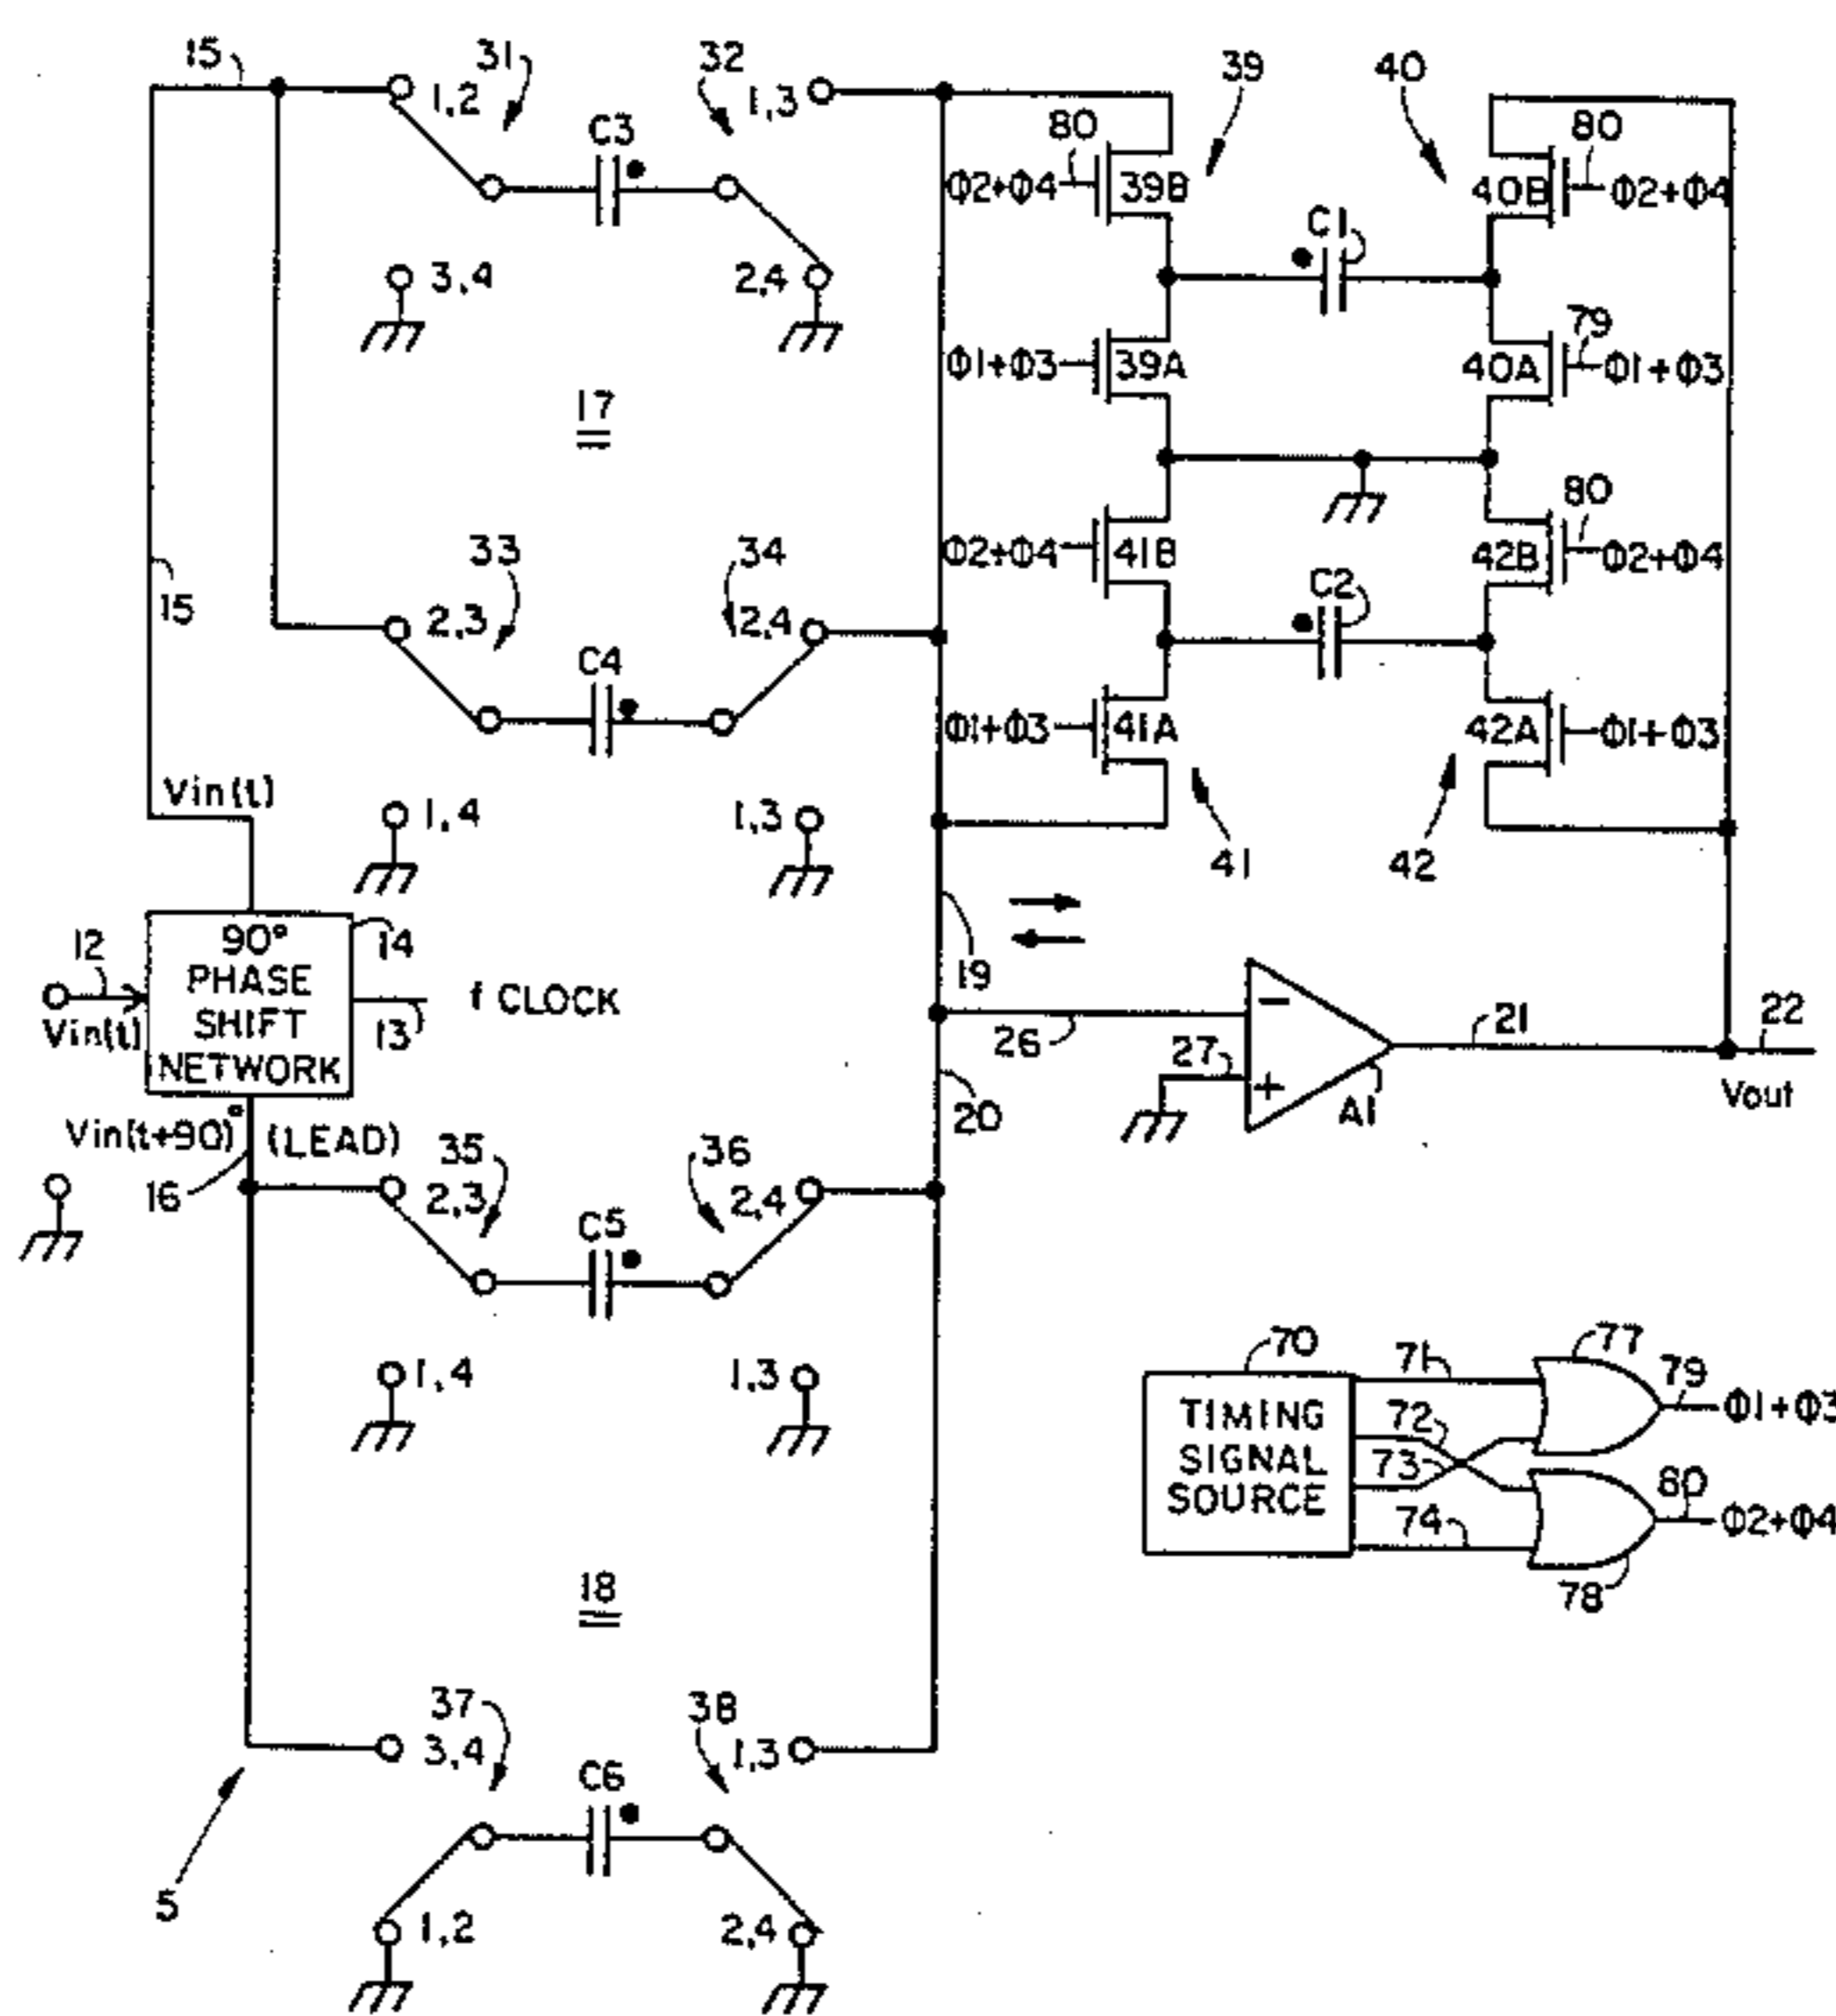 15
1,2
31
32
1,3
39
40
C3
80
Φ2+Φ4
39B
40B
80
Φ2+Φ4
C1
3,4
2,4
Φ1+Φ3
39A
40A
79
Φ1+Φ3
17
80
33
34
Φ2+Φ4
41B
42B
Φ2+Φ4
C2
15
2,3
2,4
C4
Φ1+Φ3
41A
42A
Φ1+Φ3
Vin(t)
1,4
1,3
41
42
12
90°
PHASE
SHIFT
NETWORK
14
13
f CLOCK
Vin(t)
19
26
27
−
+
A1
21
22
Vout
20
Vin(t+90)°
(LEAD)
16
35
2,3
36
2,4
C5
1,4
1,3
70
TIMING
SIGNAL
SOURCE
71
72
73
74
77
79
Φ1+Φ3
80
Φ2+Φ4
78
18
37
3,4
38
1,3
C6
5
1,2
2,4